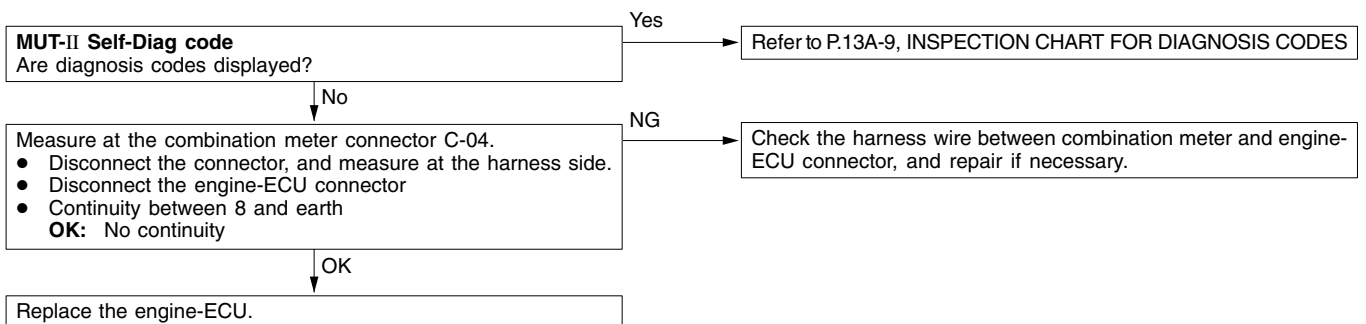 Yes
MUT-II Self-Diag code
Are diagnosis codes displayed?
Refer to P.13A-9, INSPECTION CHART FOR DIAGNOSIS CODES
No
NG
Measure at the combination meter connector C-04.
● Disconnect the connector, and measure at the harness side.
● Disconnect the engine-ECU connector
● Continuity between 8 and earth
OK: No continuity
Check the harness wire between combination meter and engine-
ECU connector, and repair if necessary.
OK
Replace the engine-ECU.